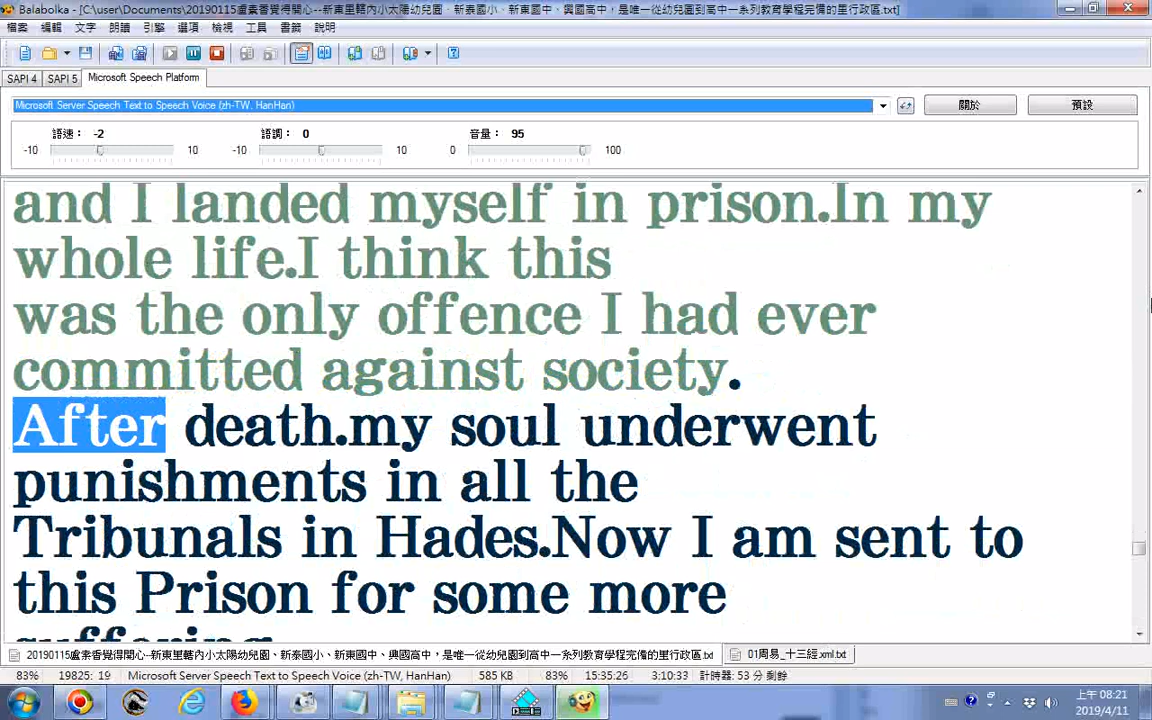 Balabolka - [C:\user\Documents\20190115盧素香覺得開心--新東里轄內小太陽幼兒園、新泰國小、新東國中、興國高中，是唯一從幼兒園到高中一系列教育學程完備的里行政區.txt]
檔案 編輯 文字 朗讀 引擎 選項 檢視 工具 書籤 說明
SAPI 4 SAPI 5 Microsoft Speech Platform
Microsoft Server Speech Text to Speech Voice (zh-TW, HanHan) 關於 預設
語速： -2 語調： 0 音量： 95
-10 10 -10 10 0 100
and I landed myself in prison.In my
whole life.I think this
was the only offence I had ever
committed against society.
After death.my soul underwent
punishments in all the
Tribunals in Hades.Now I am sent to
this Prison for some more
suffering.
20190115盧素香覺得開心--新東里轄內小太陽幼兒園、新泰國小、新東國中、興國高中，是唯一從幼兒園到高中一系列教育學程完備的里行政區.txt 01周易_十三經.xml.txt
83% 19825: 19 Microsoft Server Speech Text to Speech Voice (zh-TW, HanHan) 585 KB 83% 15:35:26 3:10:33 計時器: 53 分 剩餘
上午 08:21
2019/4/11